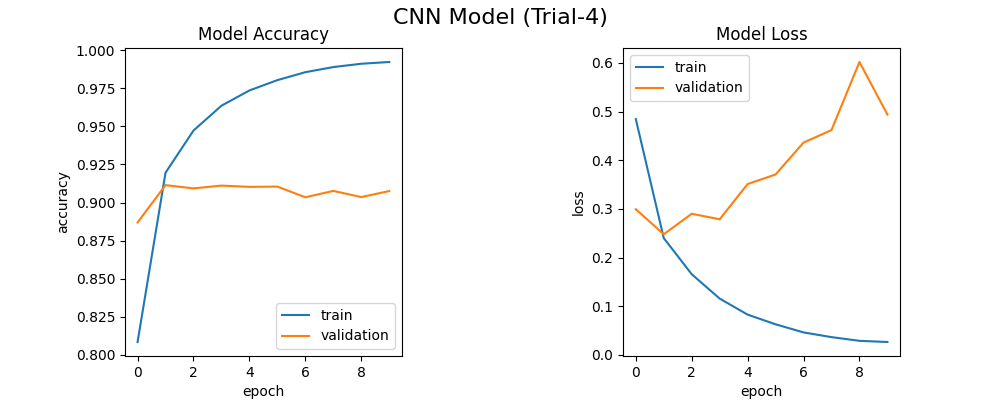 CNN Model (Trial-4)
Model Accuracy
1.000
0.975
0.950
0.925
0.900
0.875
0.850
0.825
0.800
accuracy
0 2 4 6 8
epoch
train
validation
Model Loss
0.6
0.5
0.4
0.3
0.2
0.1
0.0
loss
0 2 4 6 8
epoch
train
validation